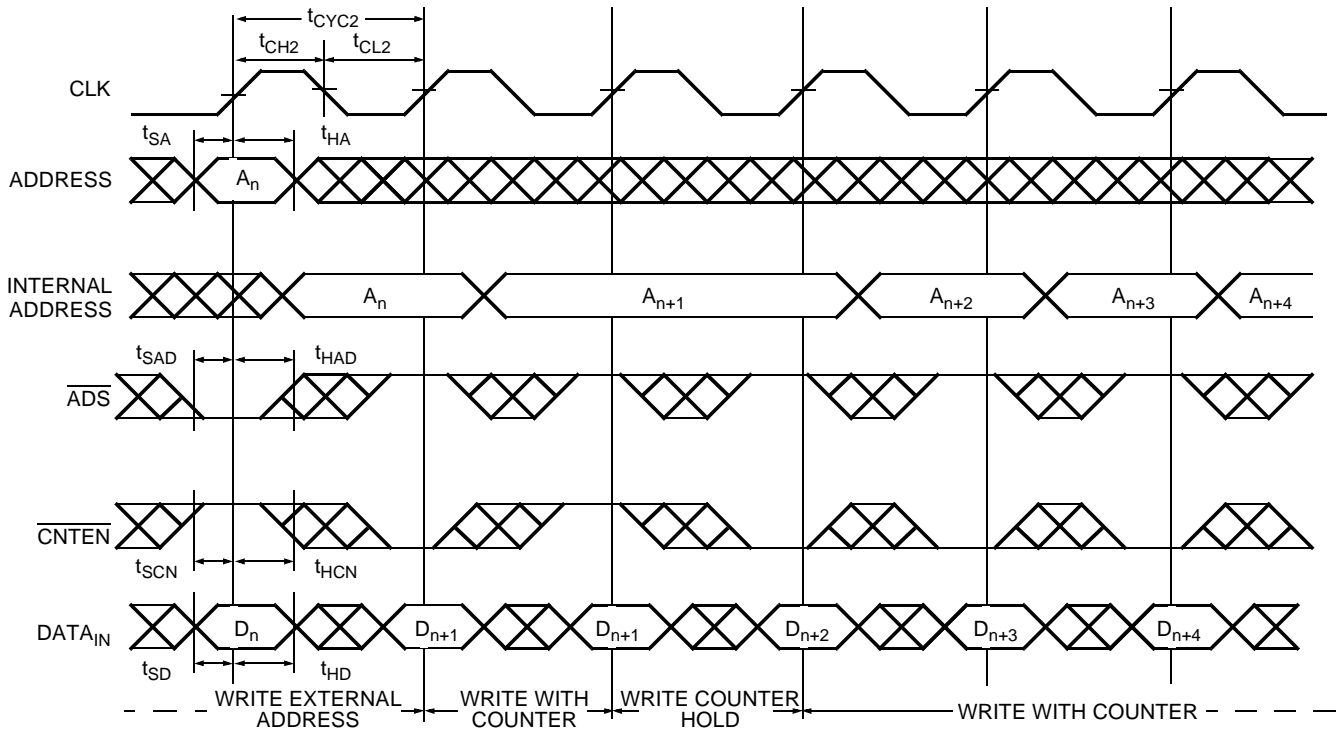 tCYC2
tCH2 tCL2
CLK
tSA tHA
ADDRESS An
INTERNAL
ADDRESS
An An+1 An+2 An+3 An+4
tSAD tHAD
ADS
CNTEN
tSCN tHCN
DATAIN Dn Dn+1 Dn+1 Dn+2 Dn+3 Dn+4
tSD tHD
WRITE EXTERNAL
ADDRESS
WRITE WITH
COUNTER
WRITE COUNTER
HOLD
WRITE WITH COUNTER